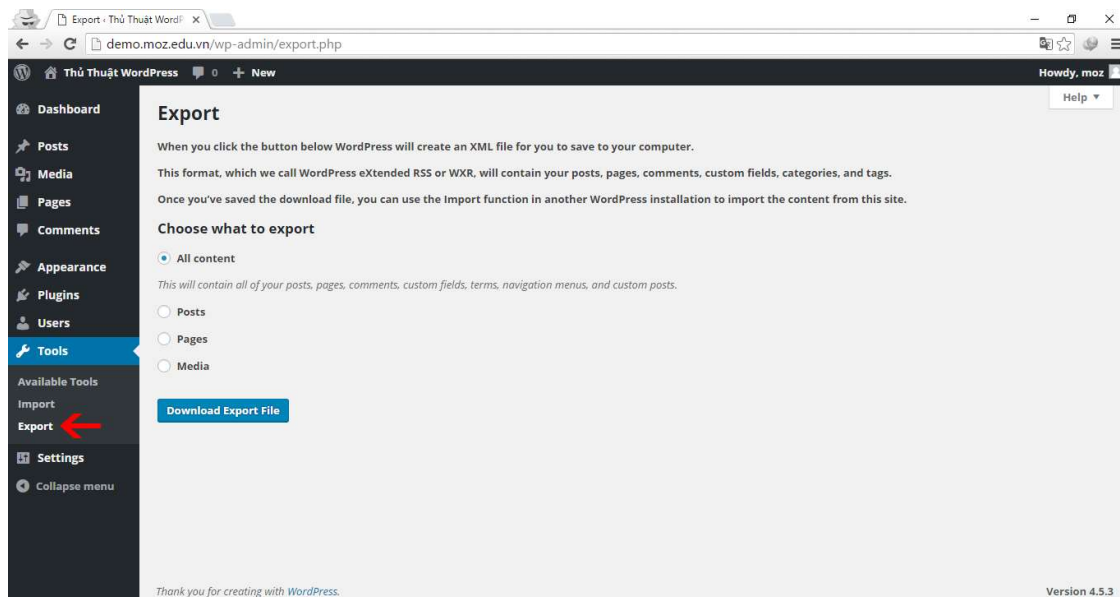 Export ‹ Thủ Thuật WordP
demo.moz.edu.vn/wp-admin/export.php
Thủ Thuật WordPress 0 + New Howdy, moz
Help
Dashboard
Posts
Media
Pages
Comments
Appearance
Plugins
Users
Tools
Available Tools
Import
Export
Settings
Collapse menu
Export
When you click the button below WordPress will create an XML file for you to save to your computer.
This format, which we call WordPress eXtended RSS or WXR, will contain your posts, pages, comments, custom fields, categories, and tags.
Once you've saved the download file, you can use the Import function in another WordPress installation to import the content from this site.
Choose what to export
All content
This will contain all of your posts, pages, comments, custom fields, terms, navigation menus, and custom posts.
Posts
Pages
Media
Download Export File
Thank you for creating with WordPress.
Version 4.5.3